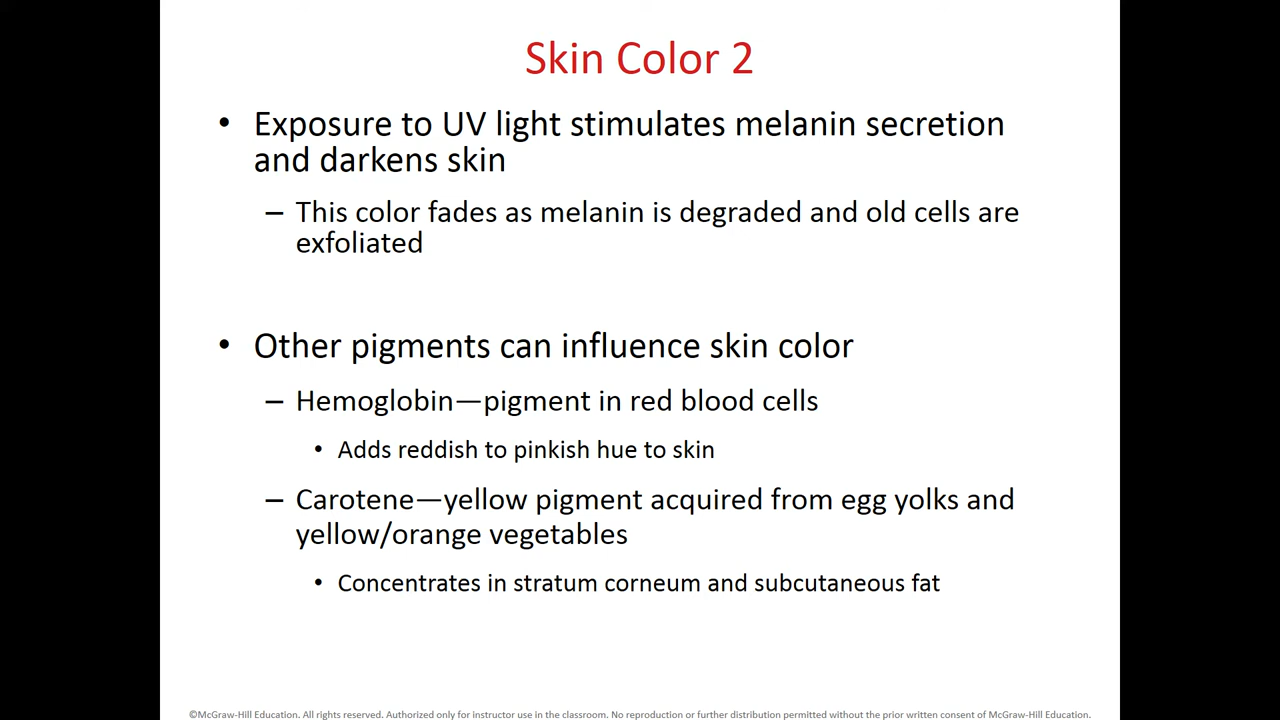 Skin Color 2
• Exposure to UV light stimulates melanin secretion
and darkens skin
– This color fades as melanin is degraded and old cells are
exfoliated
• Other pigments can influence skin color
– Hemoglobin—pigment in red blood cells
• Adds reddish to pinkish hue to skin
– Carotene—yellow pigment acquired from egg yolks and
yellow/orange vegetables
• Concentrates in stratum corneum and subcutaneous fat
©McGraw-Hill Education. All rights reserved. Authorized only for instructor use in the classroom. No reproduction or further distribution permitted without the prior written consent of McGraw-Hill Education.